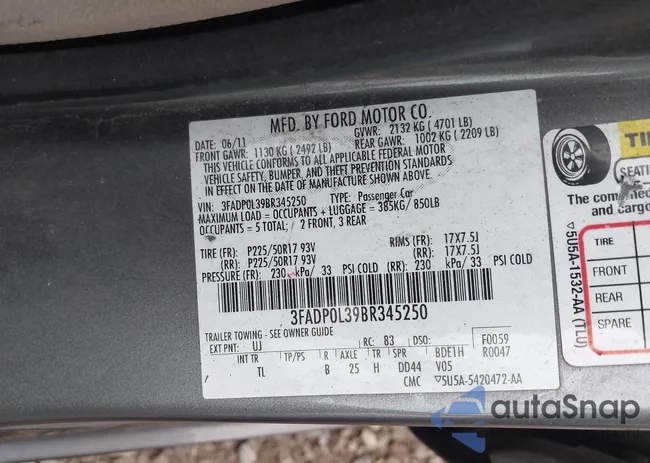 MFD. BY FORD MOTOR CO.
DATE: 06/11 GVWR: 2132 KG ( 4701 LB)
FRONT GAWR: 1130 KG ( 2492 LB) REAR GAWR: 1002 KG ( 2209 LB)
THIS VEHICLE CONFORMS TO ALL APPLICABLE FEDERAL MOTOR
VEHICLE SAFETY, BUMPER, AND THEFT PREVENTION STANDARDS
IN EFFECT ON THE DATE OF MANUFACTURE SHOWN ABOVE.
VIN: 3FADP0L39BR345250 TYPE: Passenger Car
MAXIMUM LOAD = OCCUPANTS + LUGGAGE = 385KG/ 850LB
OCCUPANTS = 5 TOTAL; / 2 FRONT, 3 REAR
TIRE (FR): P225/50R17 93V RIMS (FR): 17X7.5J
(RR): P225/50R17 93V (RR): 17X7.5J
PRESSURE (FR): 230 kPa/ 33 PSI COLD (RR) 230 kPa/ 33 PSI COLD
3FADP0L39BR345250
TRAILER TOWING - SEE OWNER GUIDE
EXT PNT: UJ RC: 83 DSO: F0059
R0047
INT TR TP/PS R AXLE TR SPR BDE1H
TL B 25 H DD44 V05
CMC ▽5U5A-5420472-AA
TI
SEATI
The com
and cargo
TIRE
FRONT
REAR
SPARE
▽5U5A-1532-AA (TLU)
autoSnap